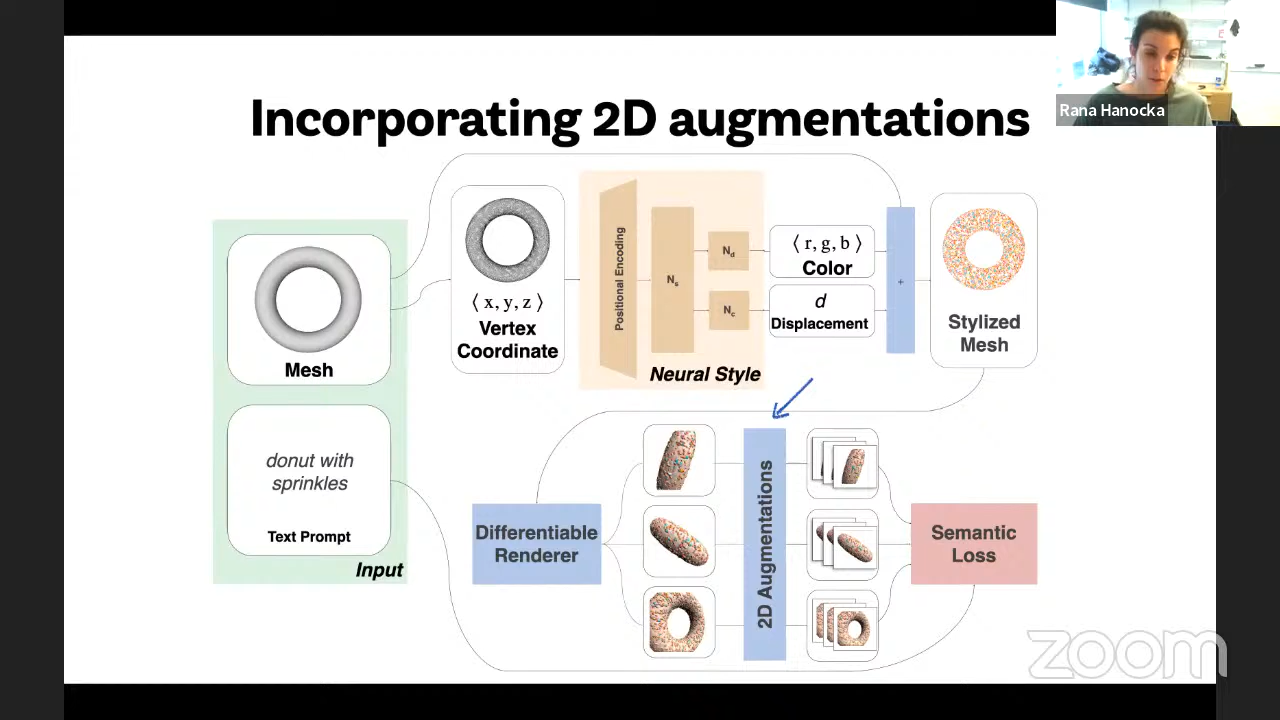 Rana Hanocka
Incorporating 2D augmentations
Mesh
donut with
sprinkles
Text Prompt
Input
⟨ x, y, z ⟩
Vertex
Coordinate
Positional Encoding
Ns
Nd
Nc
Neural Style
⟨ r, g, b ⟩
Color
d
Displacement
+
Stylized
Mesh
Differentiable
Renderer
2D Augmentations
Semantic
Loss
zoom